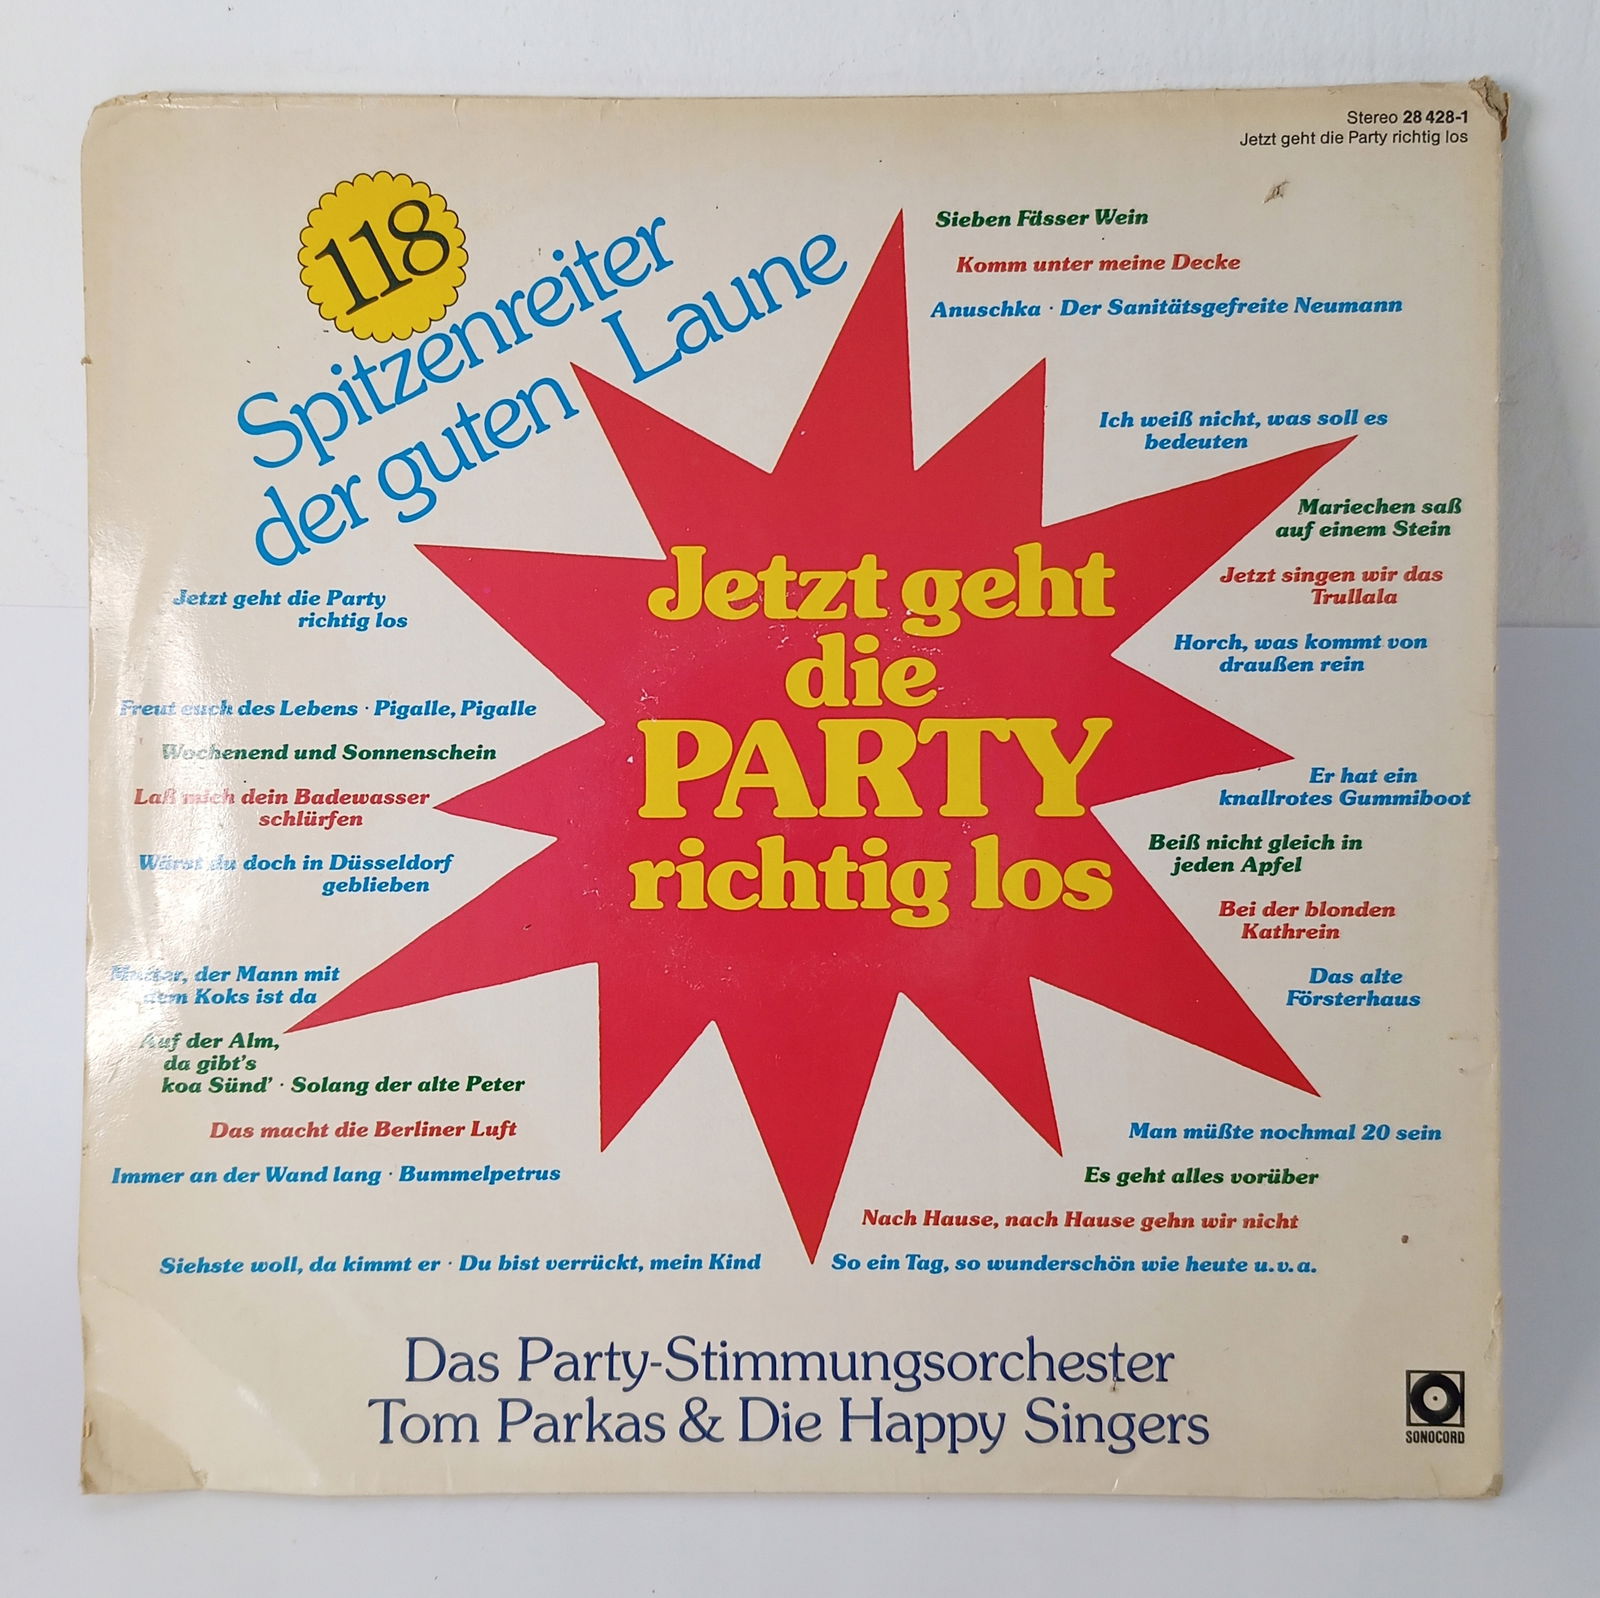 Stereo 28 428-1
Jetzt geht die Party richtig los
118
Spitzenreiter
der guten Laune
Sieben Fässer Wein
Komm unter meine Decke
Anuschka · Der Sanitätsgefreite Neumann
Ich weiß nicht, was soll es
bedeuten
Mariechen saß
auf einem Stein
Jetzt singen wir das
Trullala
Horch, was kommt von
draußen rein
Er hat ein
knallrotes Gummiboot
Beiß nicht gleich in
jeden Apfel
Bei der blonden
Kathrein
Das alte
Försterhaus
Jetzt geht
die
PARTY
richtig los
Jetzt geht die Party
richtig los
Freut euch des Lebens · Pigalle, Pigalle
Wochenend und Sonnenschein
Laß mich dein Badewasser
schlürfen
Wärst du doch in Düsseldorf
geblieben
Mutter, der Mann mit
dem Koks ist da
Auf der Alm,
da gibt's
koa Sünd' · Solang der alte Peter
Das macht die Berliner Luft
Immer an der Wand lang · Bummelpetrus
Siehste woll, da kimmt er · Du bist verrückt, mein Kind
Man müßte nochmal 20 sein
Es geht alles vorüber
Nach Hause, nach Hause gehn wir nicht
So ein Tag, so wunderschön wie heute u.v.a.
Das Party-Stimmungsorchester
Tom Parkas & Die Happy Singers
SONOCORD